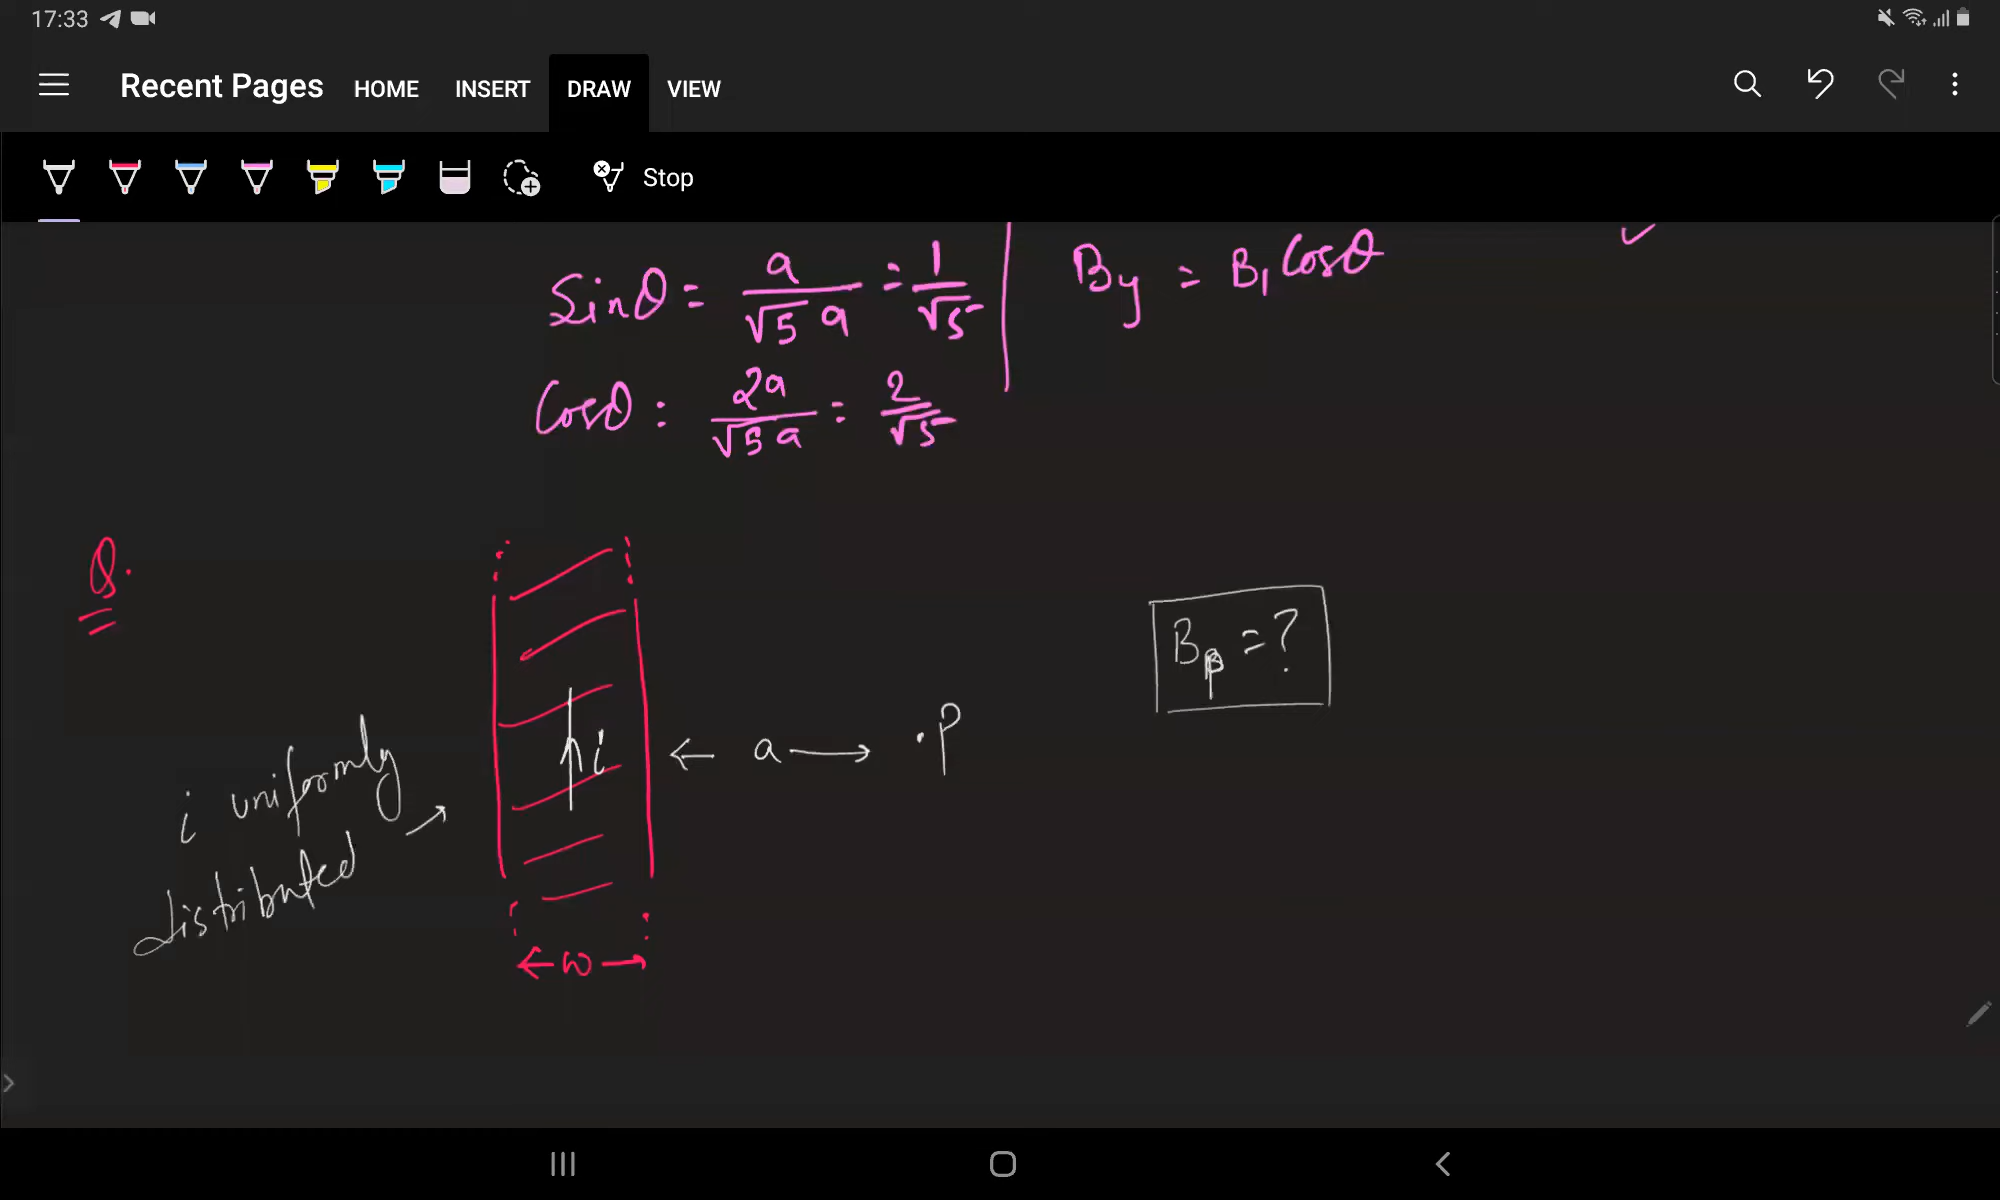 17:33
Recent Pages HOME INSERT DRAW VIEW
Stop
Sinθ = a/√5 a = 1/√5
By = B1 Cosθ
Cosθ : 2a/√5 a = 2/√5
Q.
Bp = ?
i ← a → .P
i uniformly
distributed →
← w →